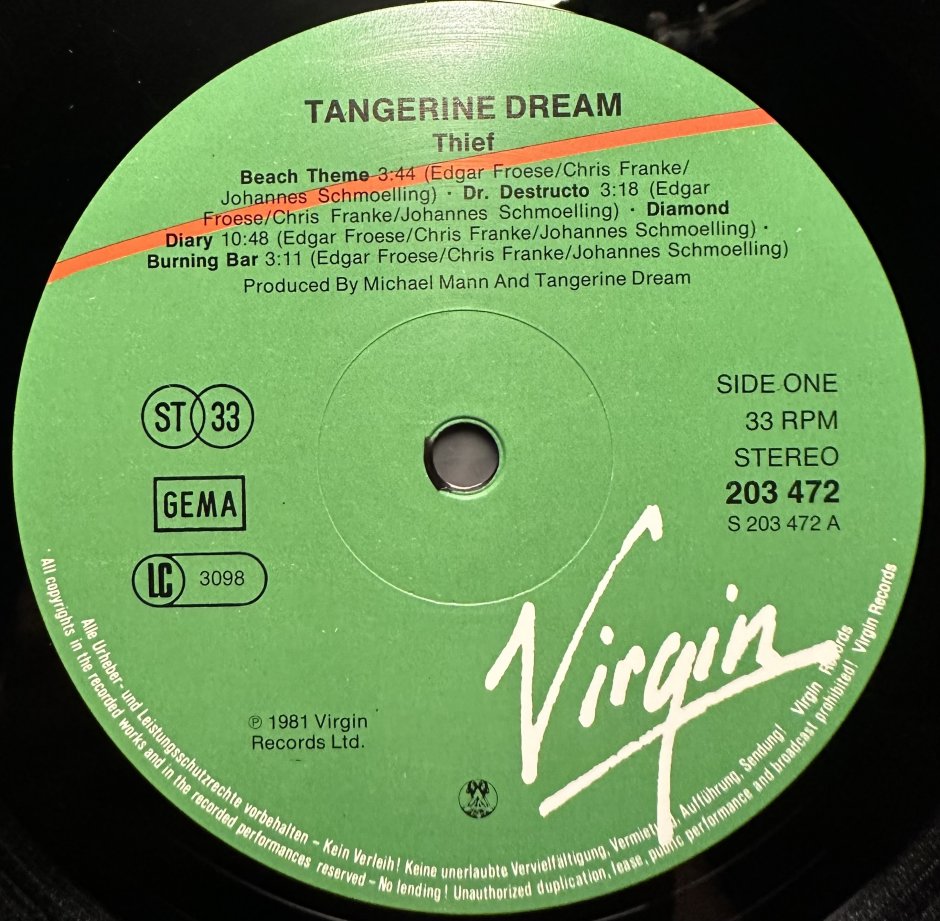 TANGERINE DREAM
Thief
Beach Theme 3:44 (Edgar Froese/Chris Franke/
Johannes Schmoelling) · Dr. Destructo 3:18 (Edgar
Froese/Chris Franke/Johannes Schmoelling) · Diamond
Diary 10:48 (Edgar Froese/Chris Franke/Johannes Schmoelling) ·
Burning Bar 3:11 (Edgar Froese/Chris Franke/Johannes Schmoelling)
Produced By Michael Mann And Tangerine Dream
ST 33
GEMA
LC 3098
SIDE ONE
33 RPM
STEREO
203 472
S 203 472 A
Virgin
℗ 1981 Virgin
Records Ltd.
Alle Urheber- und Leistungsschutzrechte vorbehalten – Kein Verleih! Keine unerlaubte Vervielfältigung, Vermietung, Aufführung, Sendung! Virgin Records
All copyrights in the recorded works and in the recorded performances reserved – No lending! Unauthorized duplication, lease, public performance and broadcast prohibited! Virgin Records